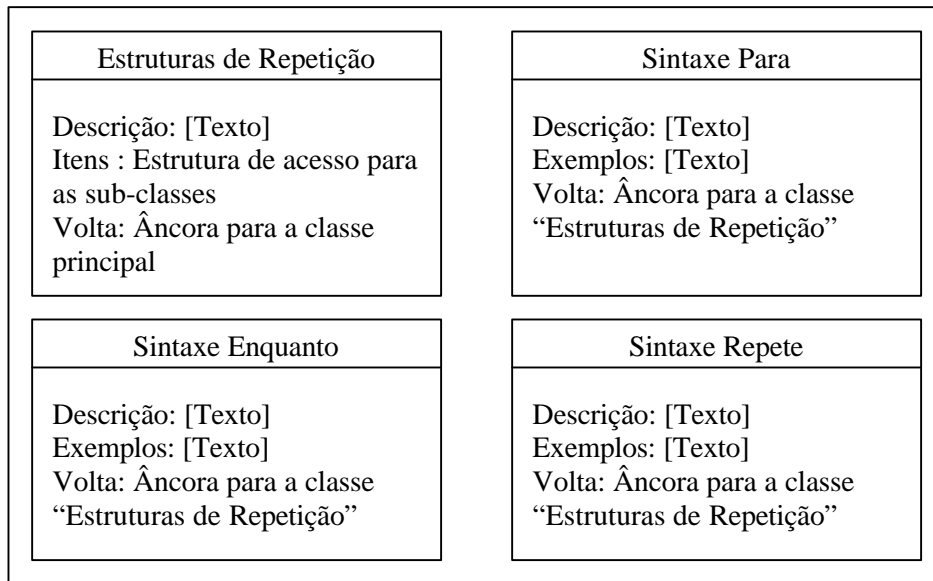 Estruturas de Repetição
Descrição: [Texto]
Itens : Estrutura de acesso para
as sub-classes
Volta: Âncora para a classe
principal
Sintaxe Para
Descrição: [Texto]
Exemplos: [Texto]
Volta: Âncora para a classe
“Estruturas de Repetição”
Sintaxe Enquanto
Descrição: [Texto]
Exemplos: [Texto]
Volta: Âncora para a classe
“Estruturas de Repetição”
Sintaxe Repete
Descrição: [Texto]
Exemplos: [Texto]
Volta: Âncora para a classe
“Estruturas de Repetição”